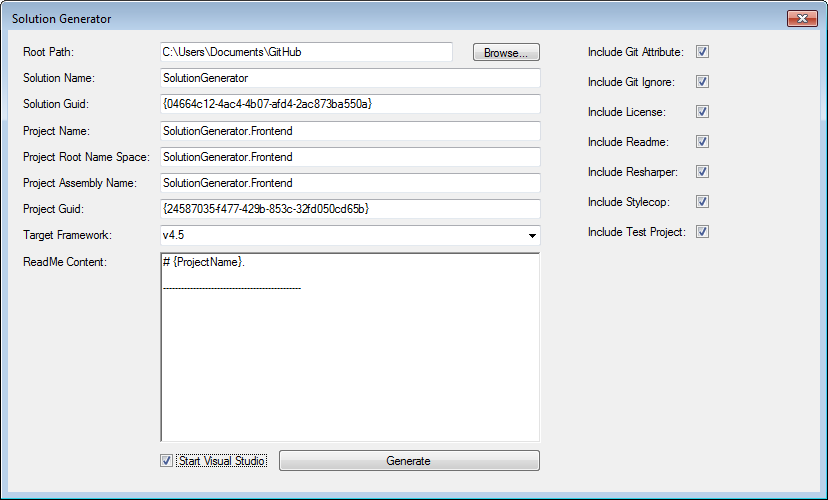 Solution Generator
Root Path: C:\Users\Documents\GitHub Browse...
Solution Name: SolutionGenerator
Solution Guid: {04664c12-4ac4-4b07-afd4-2ac873ba550a}
Project Name: SolutionGenerator.Frontend
Project Root Name Space: SolutionGenerator.Frontend
Project Assembly Name: SolutionGenerator.Frontend
Project Guid: {24587035-f477-429b-853c-32fd050cd65b}
Target Framework: v4.5
ReadMe Content: # {ProjectName}.
----------------------------------------------
Start Visual Studio Generate
Include Git Attribute:
Include Git Ignore:
Include License:
Include Readme:
Include Resharper:
Include Stylecop:
Include Test Project: